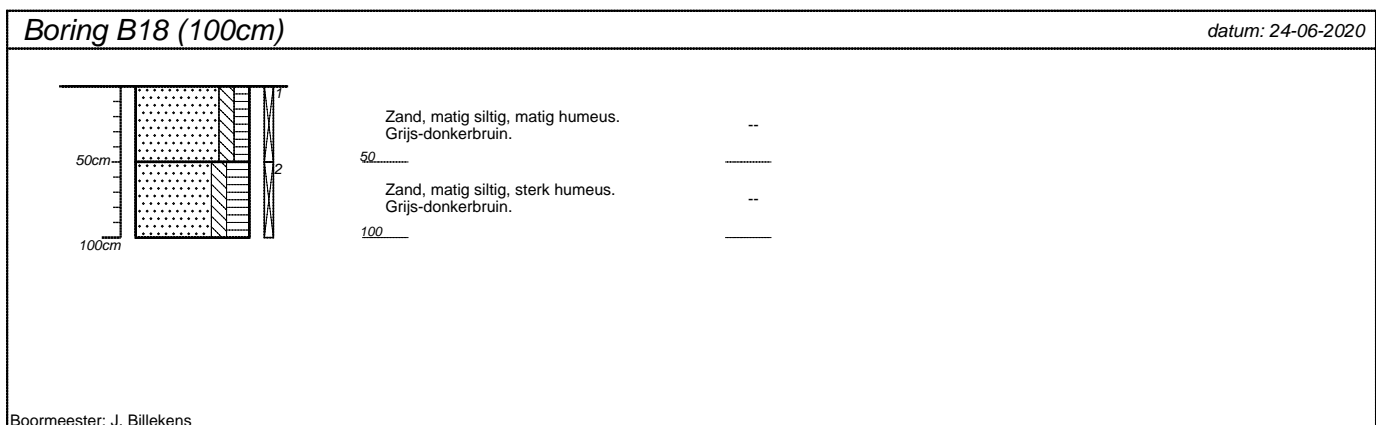 Boring B18 (100cm)
datum: 24-06-2020
1
Zand, matig siltig, matig humeus.
Grijs-donkerbruin.
--
50cm
50
2
Zand, matig siltig, sterk humeus.
Grijs-donkerbruin.
--
100cm
100
Boormeester: J. Billekens